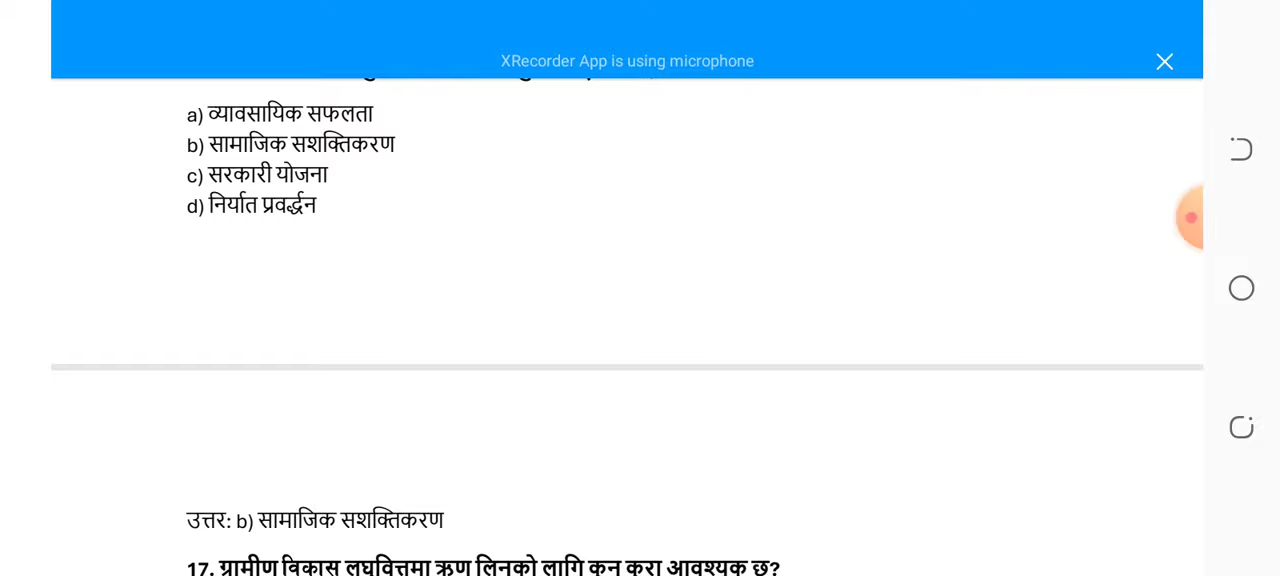 XRecorder App is using microphone
a) व्यावसायिक सफलता
b) सामाजिक सशक्तिकरण
c) सरकारी योजना
d) निर्यात प्रवर्द्धन
उत्तर: b) सामाजिक सशक्तिकरण
17. ग्रामीण बिकास लघुवित्तमा ऋण लिनको लागि कुन कुरा आवश्यक छ?